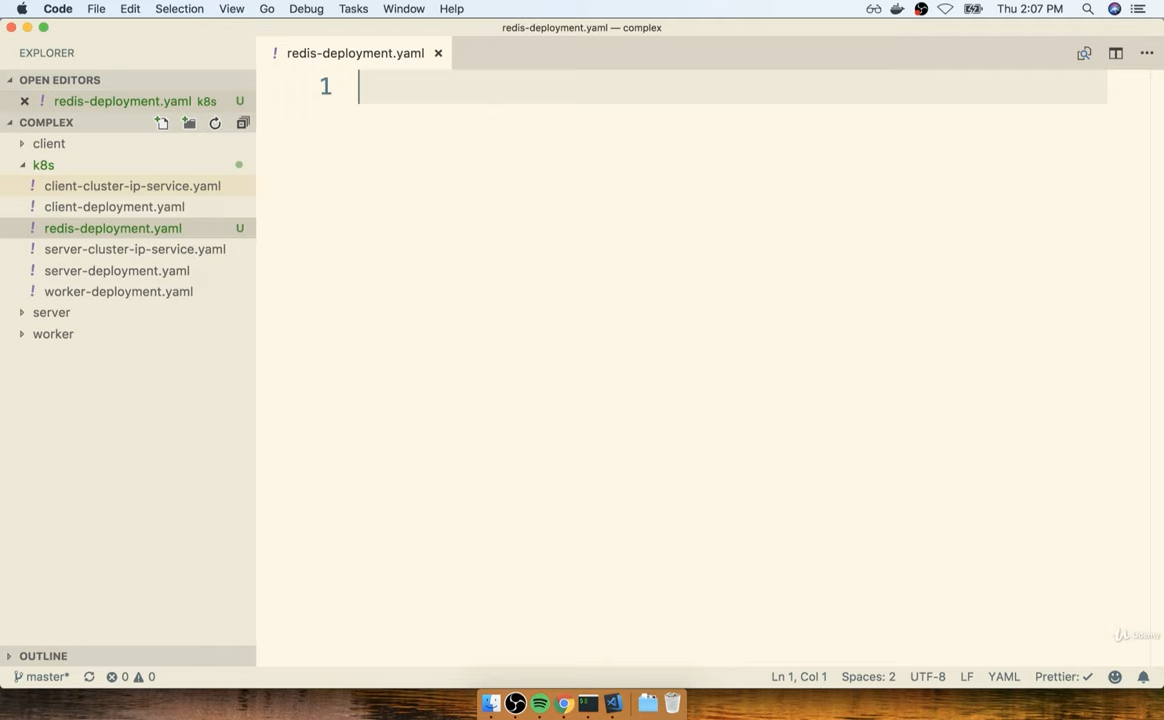 Code File Edit Selection View Go Debug Tasks Window Help Thu 2:07 PM
redis-deployment.yaml — complex
EXPLORER
! redis-deployment.yaml ×
OPEN EDITORS
× ! redis-deployment.yaml k8s U
1
COMPLEX
client
k8s
! client-cluster-ip-service.yaml
! client-deployment.yaml
! redis-deployment.yaml U
! server-cluster-ip-service.yaml
! server-deployment.yaml
! worker-deployment.yaml
server
worker
Udemy
OUTLINE
master* 0 0 Ln 1, Col 1 Spaces: 2 UTF-8 LF YAML Prettier: ✓